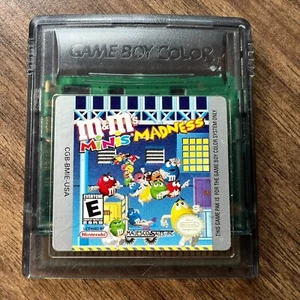 GAME BOY COLOR
m&m's
MINIS MADNESS
CGB-BMIE-USA
THIS GAME PAK IS FOR THE GAME BOY COLOR SYSTEM ONLY
E
Nintendo